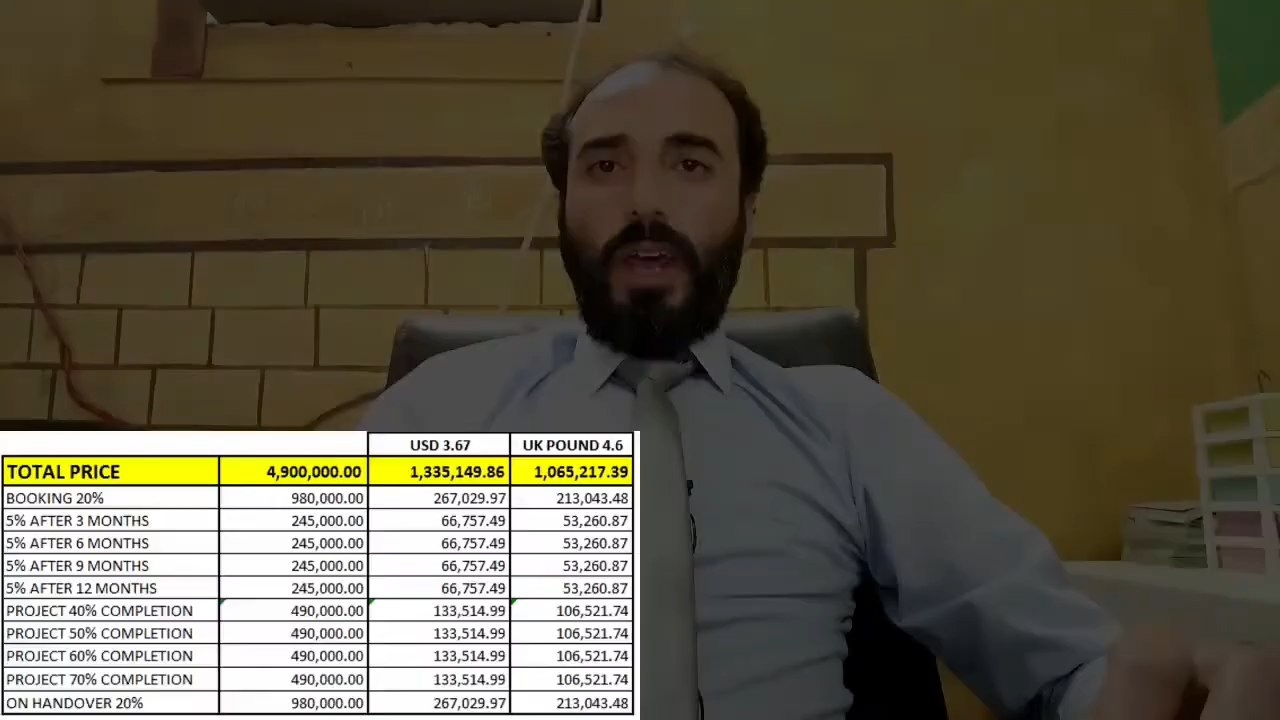 USD 3.67 UK POUND 4.6
TOTAL PRICE 4,900,000.00 1,335,149.86 1,065,217.39
BOOKING 20% 980,000.00 267,029.97 213,043.48
5% AFTER 3 MONTHS 245,000.00 66,757.49 53,260.87
5% AFTER 6 MONTHS 245,000.00 66,757.49 53,260.87
5% AFTER 9 MONTHS 245,000.00 66,757.49 53,260.87
5% AFTER 12 MONTHS 245,000.00 66,757.49 53,260.87
PROJECT 40% COMPLETION 490,000.00 133,514.99 106,521.74
PROJECT 50% COMPLETION 490,000.00 133,514.99 106,521.74
PROJECT 60% COMPLETION 490,000.00 133,514.99 106,521.74
PROJECT 70% COMPLETION 490,000.00 133,514.99 106,521.74
ON HANDOVER 20% 980,000.00 267,029.97 213,043.48